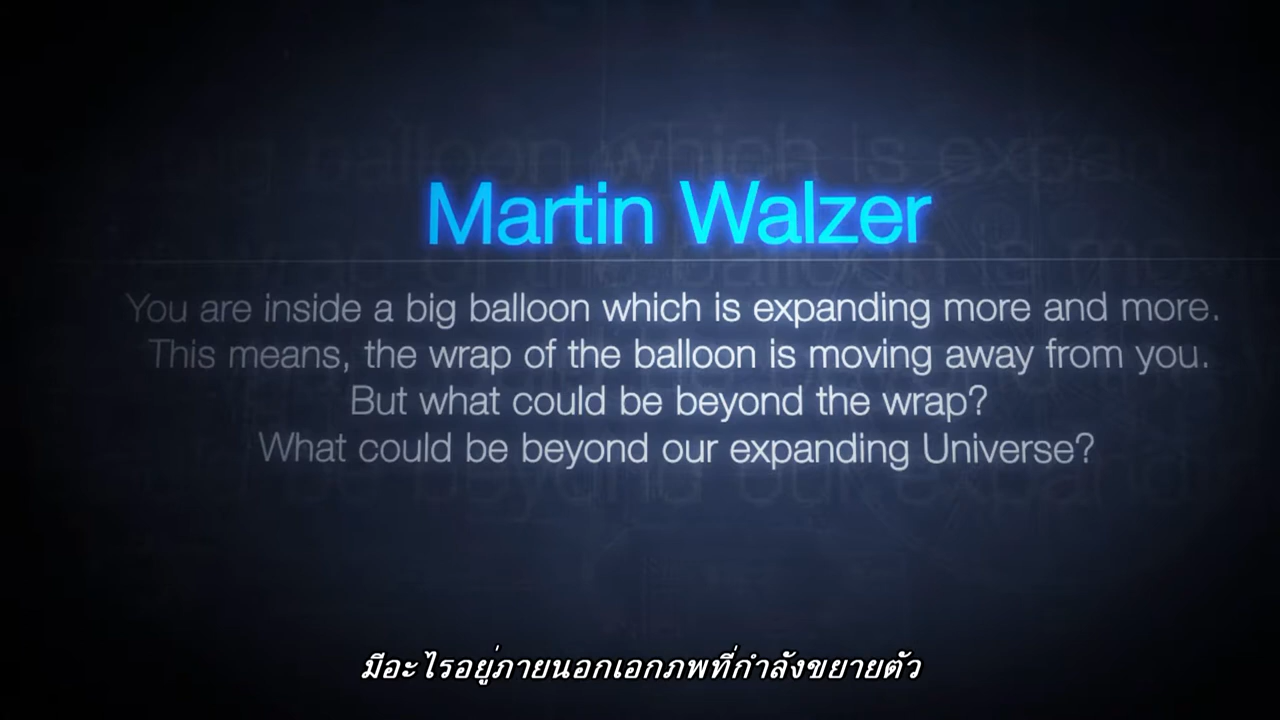 Martin Walzer
You are inside a big balloon which is expanding more and more.
This means, the wrap of the balloon is moving away from you.
But what could be beyond the wrap?
What could be beyond our expanding Universe?
มีอะไรอยู่ภายนอกเอกภพที่กำลังขยายตัว